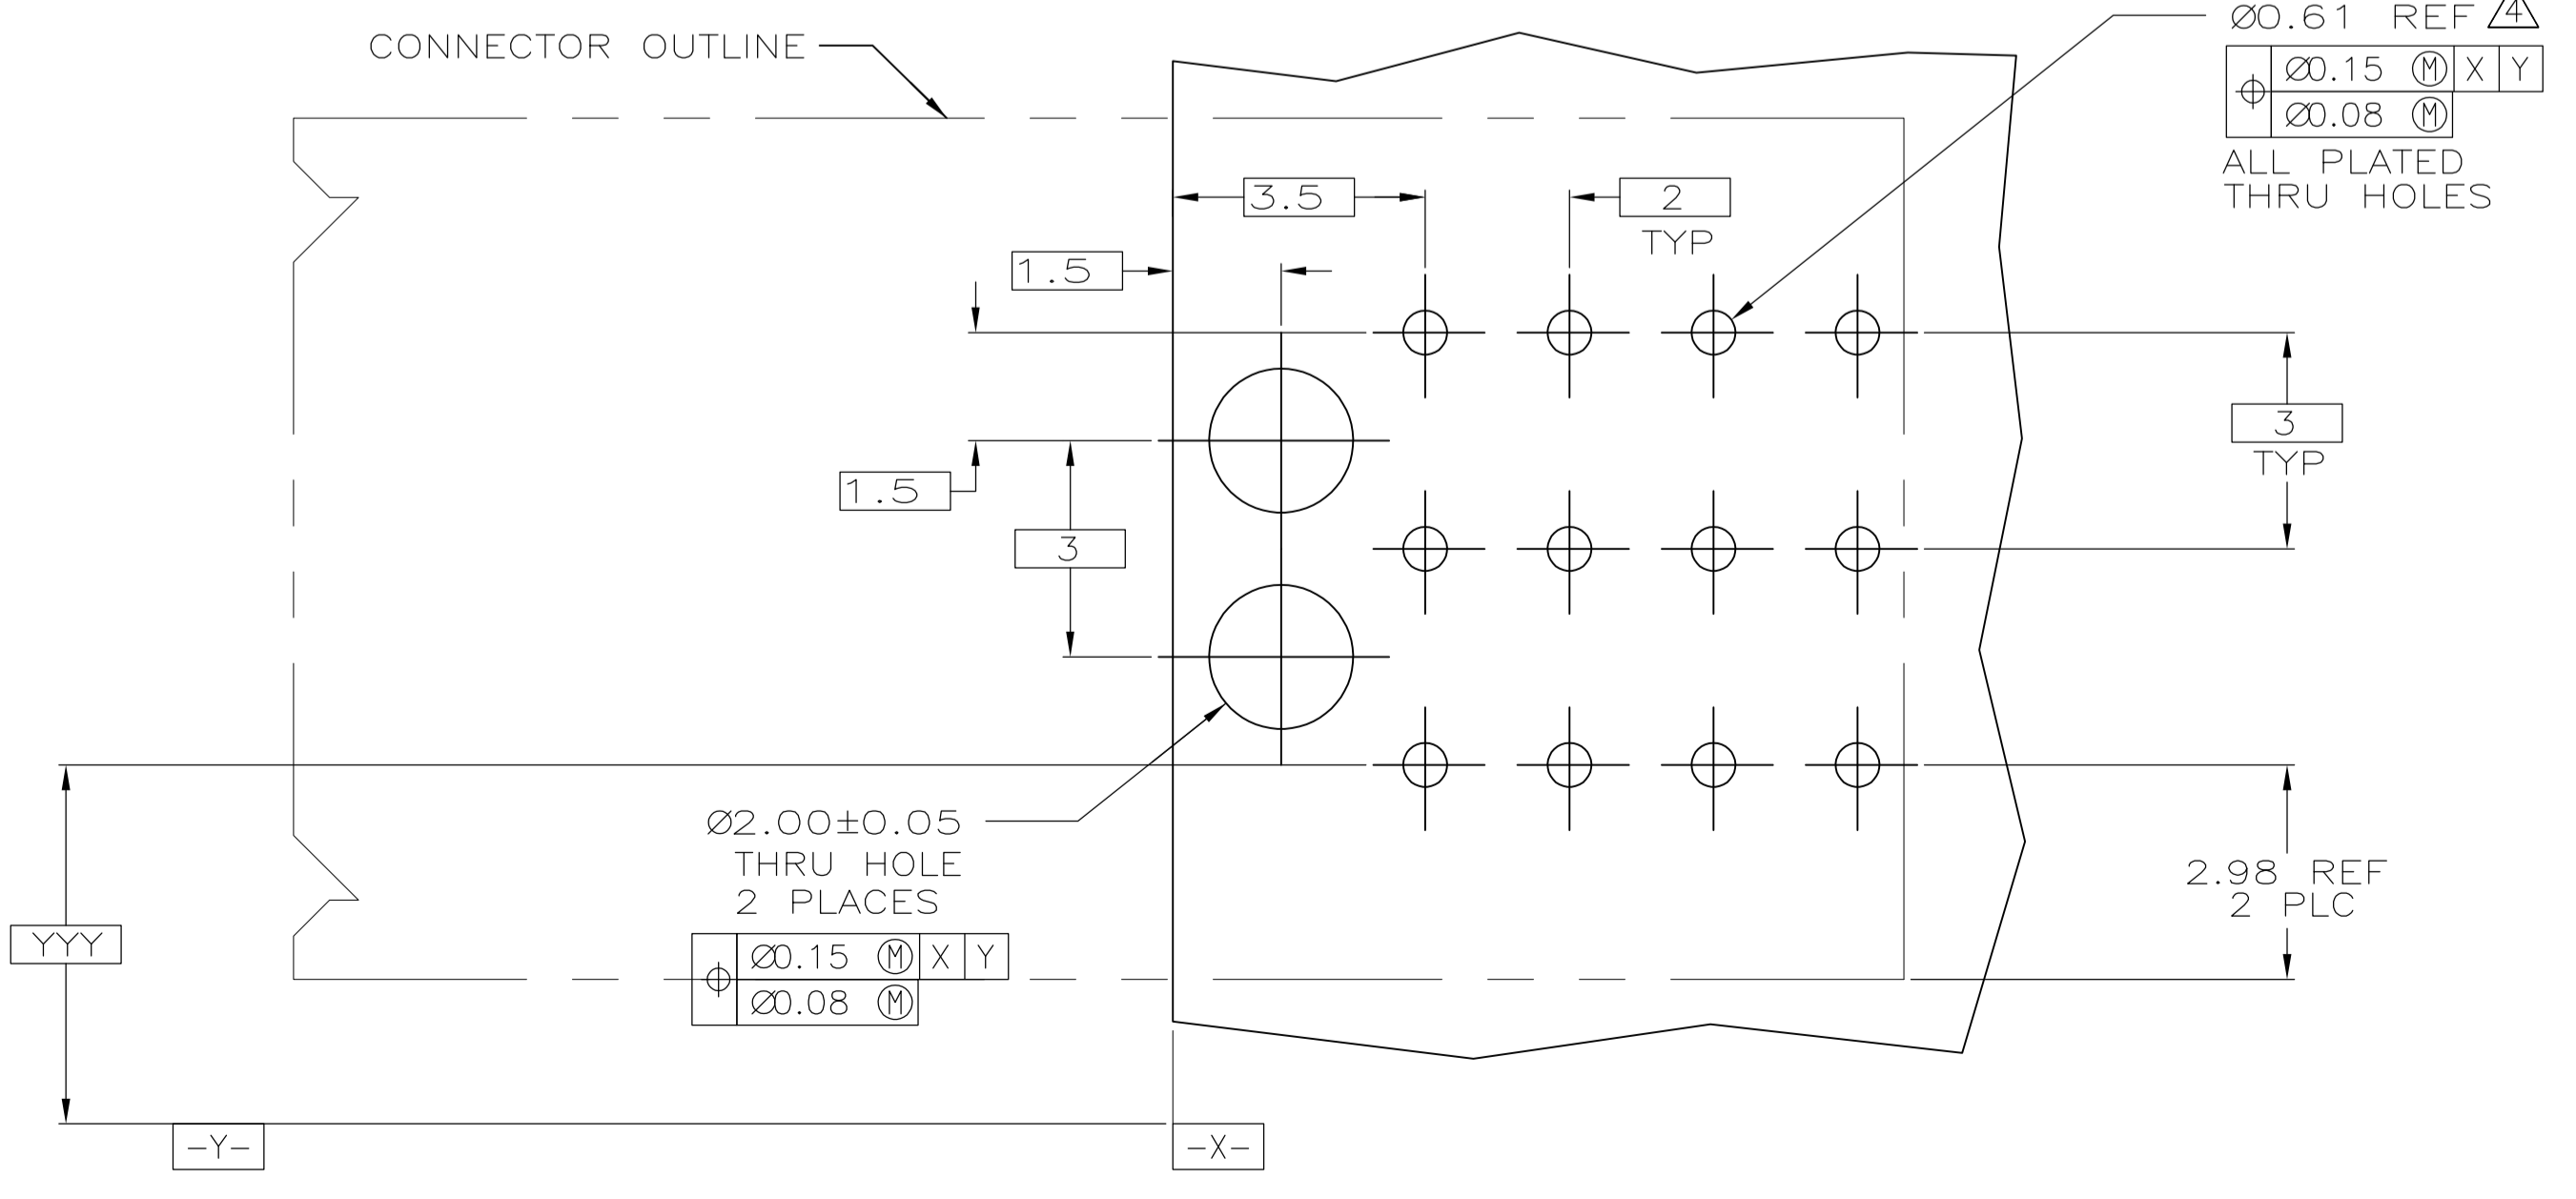 CONNECTOR OUTLINE
Ø0.61 REF 4
⌖ Ø0.15 Ⓜ X Y
Ø0.08 Ⓜ
ALL PLATED
THRU HOLES
3.5
2
TYP
1.5
1.5
3
3
TYP
Ø2.00±0.05
THRU HOLE
2 PLACES
⌖ Ø0.15 Ⓜ X Y
Ø0.08 Ⓜ
2.98 REF
2 PLC
YYY
-Y-
-X-